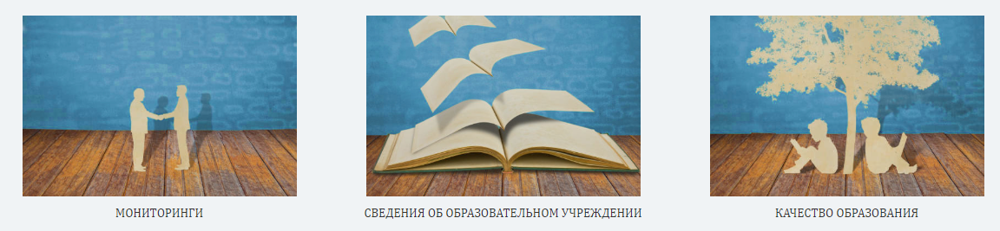 МОНИТОРИНГИ
СВЕДЕНИЯ ОБ ОБРАЗОВАТЕЛЬНОМ УЧРЕЖДЕНИИ
КАЧЕСТВО ОБРАЗОВАНИЯ